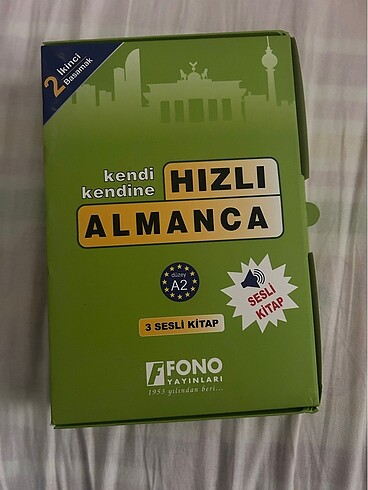 2 İkinci
Basamak
kendi
kendine
HIZLI
ALMANCA
düzey
A2
SESLİ
KİTAP
3 SESLİ KİTAP
FONO
YAYINLARI
1953 yılından beri...